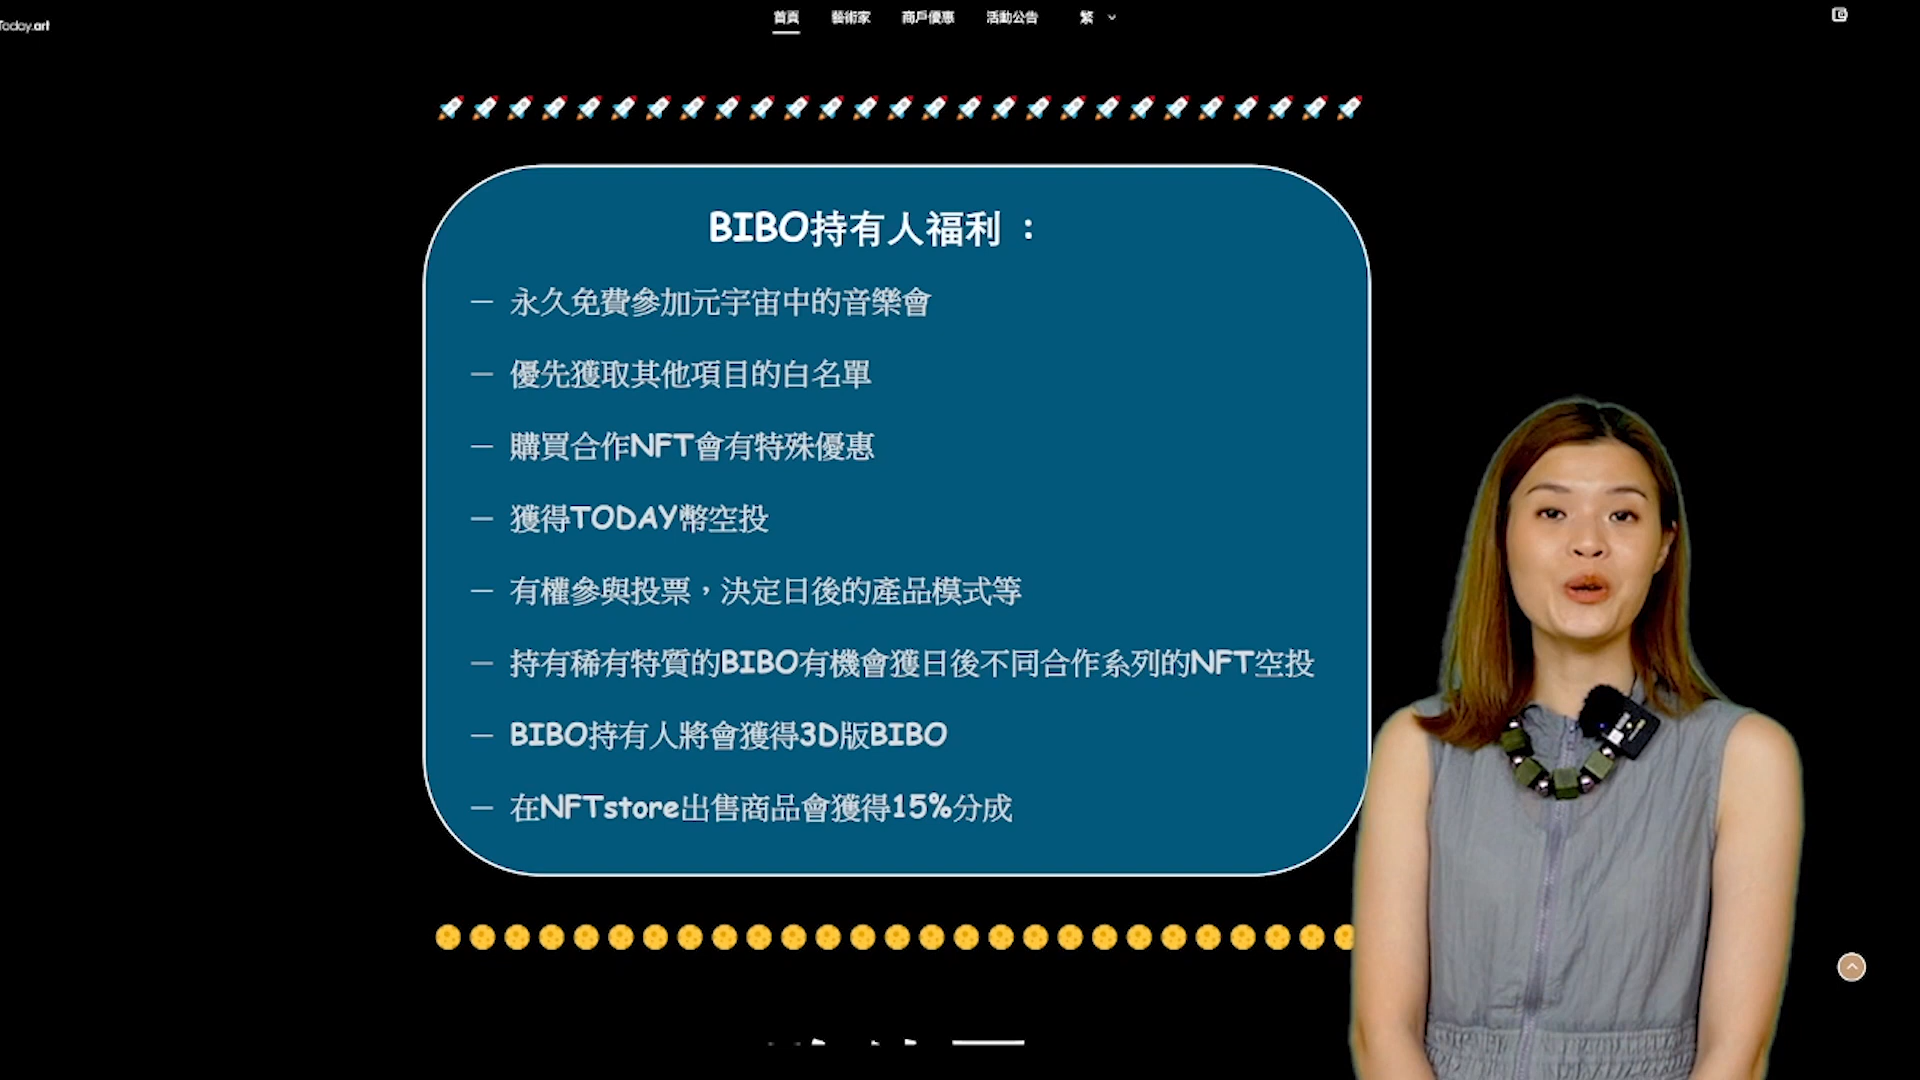 Today.art
首頁 藝術家 商戶優惠 活動公告 繁
BIBO持有人福利：
— 永久免費參加元宇宙中的音樂會
— 優先獲取其他項目的白名單
— 購買合作NFT會有特殊優惠
— 獲得TODAY幣空投
— 有權參與投票，決定日後的產品模式等
— 持有稀有特質的BIBO有機會獲日後不同合作系列的NFT空投
— BIBO持有人將會獲得3D版BIBO
— 在NFTstore出售商品會獲得15%分成